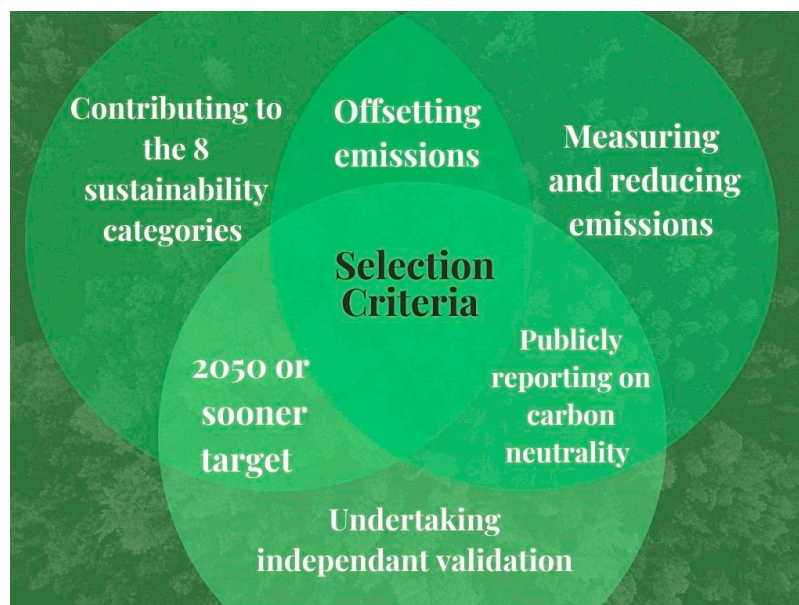 Contributing to
the 8
sustainability
categories
Offsetting
emissions
Measuring
and reducing
emissions
Selection
Criteria
2050 or
sooner
target
Publicly
reporting on
carbon
neutrality
Undertaking
independant validation